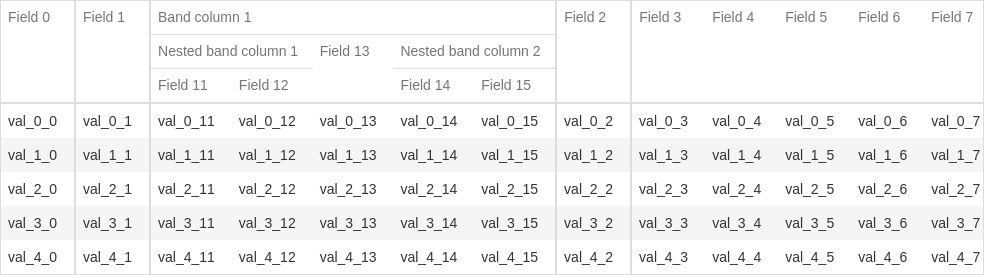 Field 0 Field 1 Band column 1 Field 2 Field 3 Field 4 Field 5 Field 6 Field 7
Nested band column 1 Field 13 Nested band column 2
Field 11 Field 12 Field 14 Field 15
val_0_0 val_0_1 val_0_11 val_0_12 val_0_13 val_0_14 val_0_15 val_0_2 val_0_3 val_0_4 val_0_5 val_0_6 val_0_7
val_1_0 val_1_1 val_1_11 val_1_12 val_1_13 val_1_14 val_1_15 val_1_2 val_1_3 val_1_4 val_1_5 val_1_6 val_1_7
val_2_0 val_2_1 val_2_11 val_2_12 val_2_13 val_2_14 val_2_15 val_2_2 val_2_3 val_2_4 val_2_5 val_2_6 val_2_7
val_3_0 val_3_1 val_3_11 val_3_12 val_3_13 val_3_14 val_3_15 val_3_2 val_3_3 val_3_4 val_3_5 val_3_6 val_3_7
val_4_0 val_4_1 val_4_11 val_4_12 val_4_13 val_4_14 val_4_15 val_4_2 val_4_3 val_4_4 val_4_5 val_4_6 val_4_7